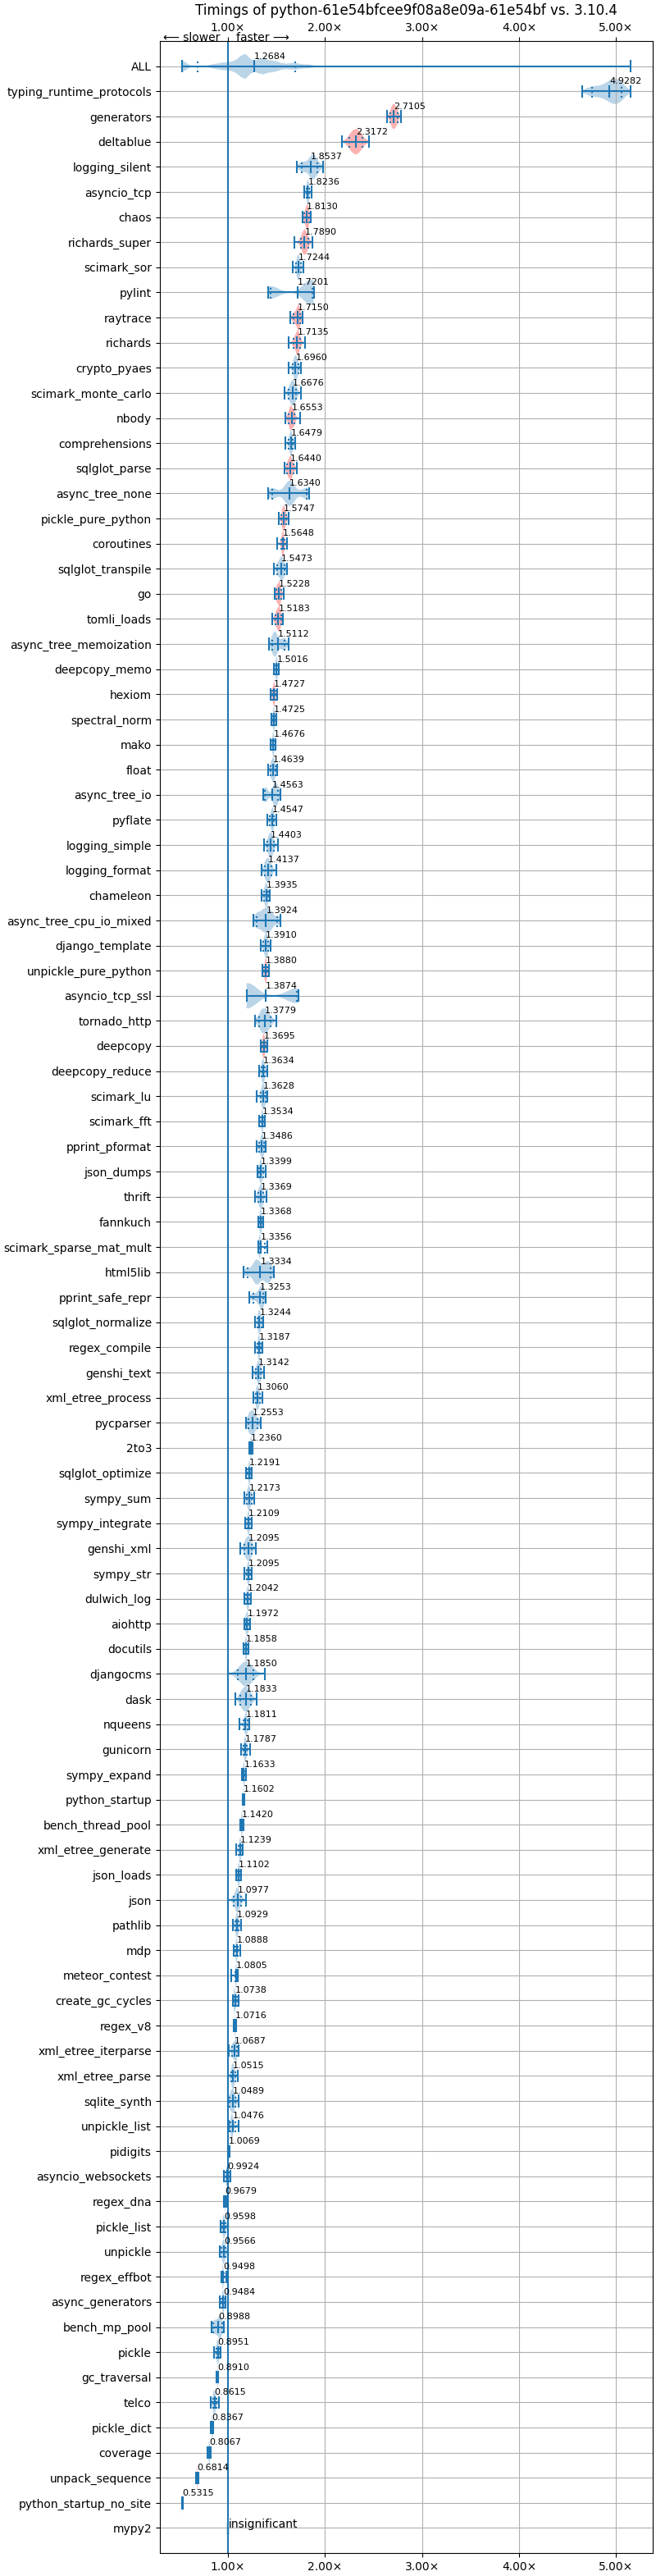 Timings of python-61e54bfcee9f08a8e09a-61e54bf vs. 3.10.4
1.00× 2.00× 3.00× 4.00× 5.00×
⟵ slower faster ⟶
ALL 1.2684
typing_runtime_protocols 4.9282
generators 2.7105
deltablue 2.3172
logging_silent 1.8537
asyncio_tcp 1.8236
chaos 1.8130
richards_super 1.7890
scimark_sor 1.7244
pylint 1.7201
raytrace 1.7150
richards 1.7135
crypto_pyaes 1.6960
scimark_monte_carlo 1.6676
nbody 1.6553
comprehensions 1.6479
sqlglot_parse 1.6440
async_tree_none 1.6340
pickle_pure_python 1.5747
coroutines 1.5648
sqlglot_transpile 1.5473
go 1.5228
tomli_loads 1.5183
async_tree_memoization 1.5112
deepcopy_memo 1.5016
hexiom 1.4727
spectral_norm 1.4725
mako 1.4676
float 1.4639
async_tree_io 1.4563
pyflate 1.4547
logging_simple 1.4403
logging_format 1.4137
chameleon 1.3935
async_tree_cpu_io_mixed 1.3924
django_template 1.3910
unpickle_pure_python 1.3880
asyncio_tcp_ssl 1.3874
tornado_http 1.3779
deepcopy 1.3695
deepcopy_reduce 1.3634
scimark_lu 1.3628
scimark_fft 1.3534
pprint_pformat 1.3486
json_dumps 1.3399
thrift 1.3369
fannkuch 1.3368
scimark_sparse_mat_mult 1.3356
html5lib 1.3334
pprint_safe_repr 1.3253
sqlglot_normalize 1.3244
regex_compile 1.3187
genshi_text 1.3142
xml_etree_process 1.3060
pycparser 1.2553
2to3 1.2360
sqlglot_optimize 1.2191
sympy_sum 1.2173
sympy_integrate 1.2109
genshi_xml 1.2095
sympy_str 1.2095
dulwich_log 1.2042
aiohttp 1.1972
docutils 1.1858
djangocms 1.1850
dask 1.1833
nqueens 1.1811
gunicorn 1.1787
sympy_expand 1.1633
python_startup 1.1602
bench_thread_pool 1.1420
xml_etree_generate 1.1239
json_loads 1.1102
json 1.0977
pathlib 1.0929
mdp 1.0888
meteor_contest 1.0805
create_gc_cycles 1.0738
regex_v8 1.0716
xml_etree_iterparse 1.0687
xml_etree_parse 1.0515
sqlite_synth 1.0489
unpickle_list 1.0476
pidigits 1.0069
asyncio_websockets 0.9924
regex_dna 0.9679
pickle_list 0.9598
unpickle 0.9566
regex_effbot 0.9498
async_generators 0.9484
bench_mp_pool 0.8988
pickle 0.8951
gc_traversal 0.8910
telco 0.8615
pickle_dict 0.8367
coverage 0.8067
unpack_sequence 0.6814
python_startup_no_site 0.5315
mypy2 insignificant
1.00× 2.00× 3.00× 4.00× 5.00×